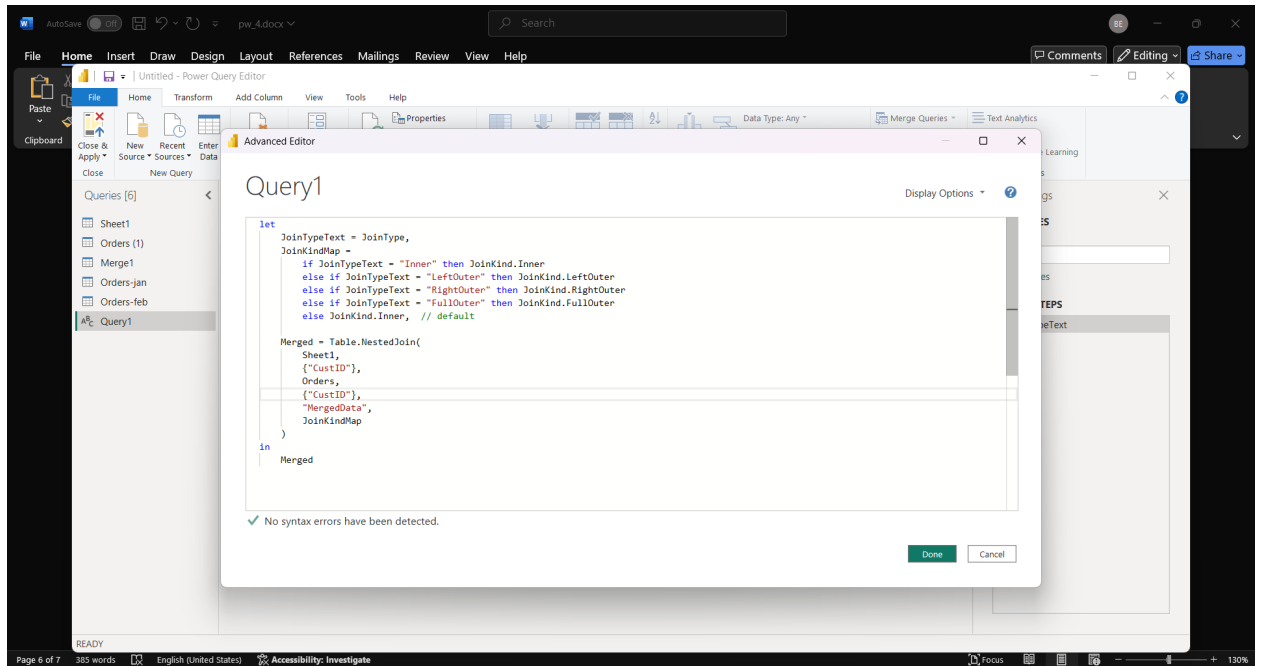 AutoSave Off pw_4.docx Search BE
File Home Insert Draw Design Layout References Mailings Review View Help Comments Editing Share
Paste
Clipboard
Untitled - Power Query Editor
File Home Transform Add Column View Tools Help
Close & Apply
New Source
Recent Sources
Enter Data
Properties
Data Type: Any
Merge Queries
Text Analytics
Learning
Close
New Query
Queries [6]
Sheet1
Orders (1)
Merge1
Orders-jan
Orders-feb
Query1
Advanced Editor
Query1
Display Options
let
JoinTypeText = JoinType,
JoinKindMap =
if JoinTypeText = "Inner" then JoinKind.Inner
else if JoinTypeText = "LeftOuter" then JoinKind.LeftOuter
else if JoinTypeText = "RightOuter" then JoinKind.RightOuter
else if JoinTypeText = "FullOuter" then JoinKind.FullOuter
else JoinKind.Inner, // default
Merged = Table.NestedJoin(
Sheet1,
{"CustID"},
Orders,
{"CustID"},
"MergedData",
JoinKindMap
)
in
Merged
No syntax errors have been detected.
Done Cancel
READY
Page 6 of 7 385 words English (United States) Accessibility: Investigate Focus 130%